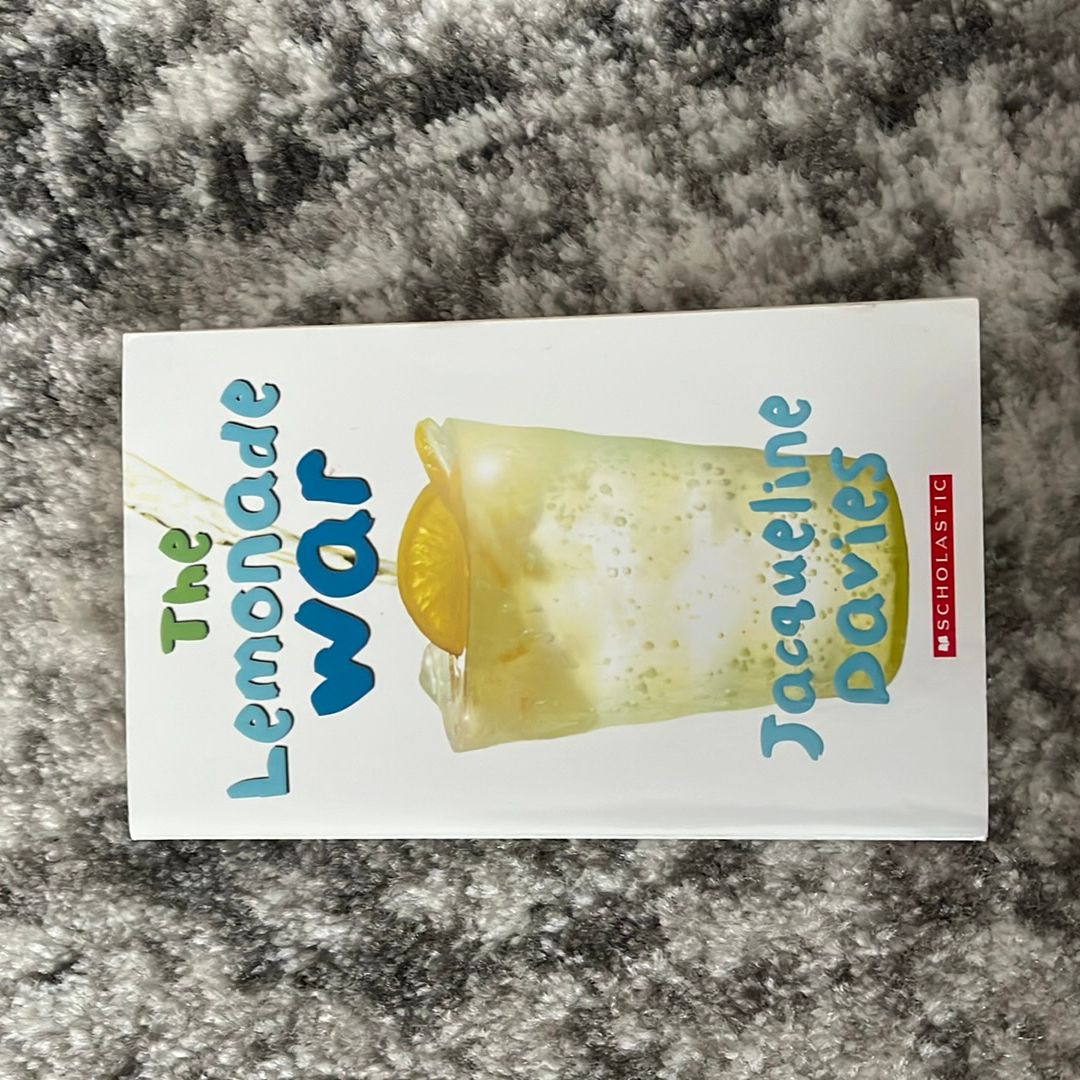 The
Lemonade
War
Jacqueline
Davies
SCHOLASTIC